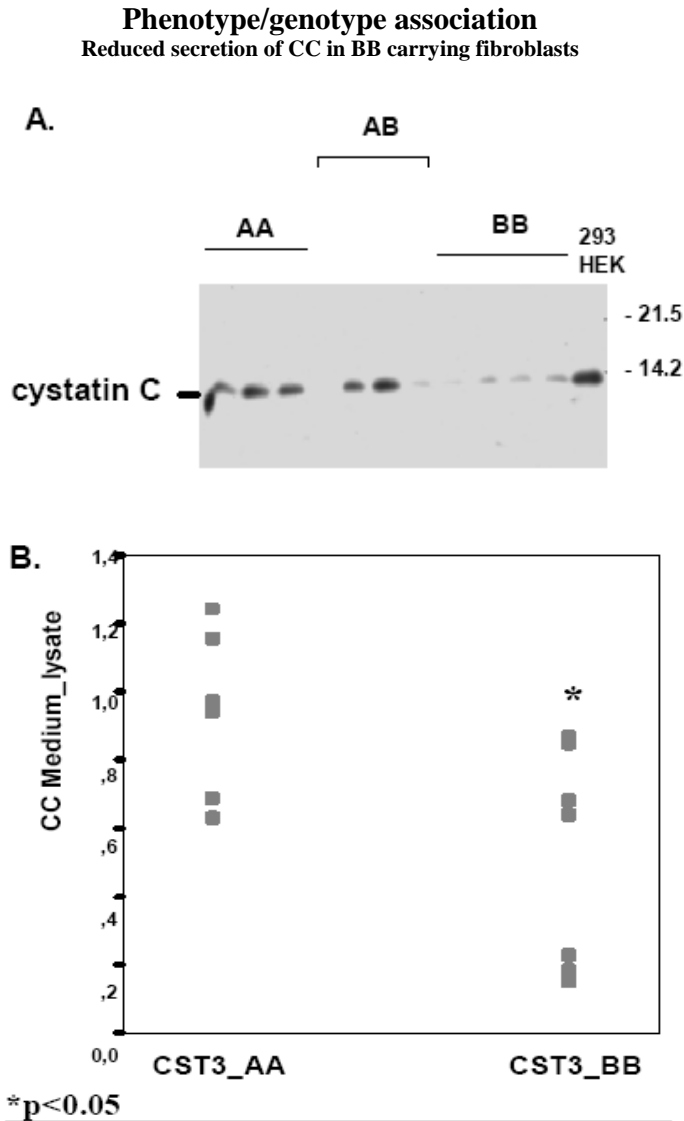 Phenotype/genotype association
Reduced secretion of CC in BB carrying fibroblasts
A.
AB
AA
BB
293
HEK
- 21.5
- 14.2
cystatin C
B.
CC Medium_lysate
1,4
1,2
1,0
,8
,6
,4
,2
0,0
CST3_AA
CST3_BB
*
*p<0.05